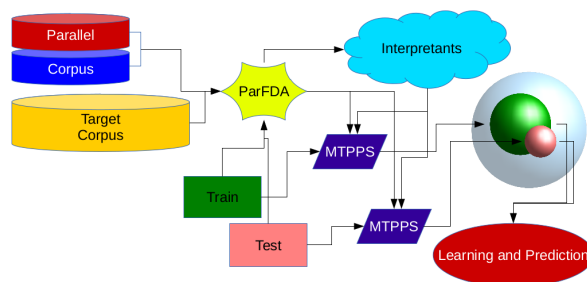 Parallel
Corpus
Target
Corpus
ParFDA
Interpretants
MTPPS
MTPPS
Train
Test
Learning and Prediction